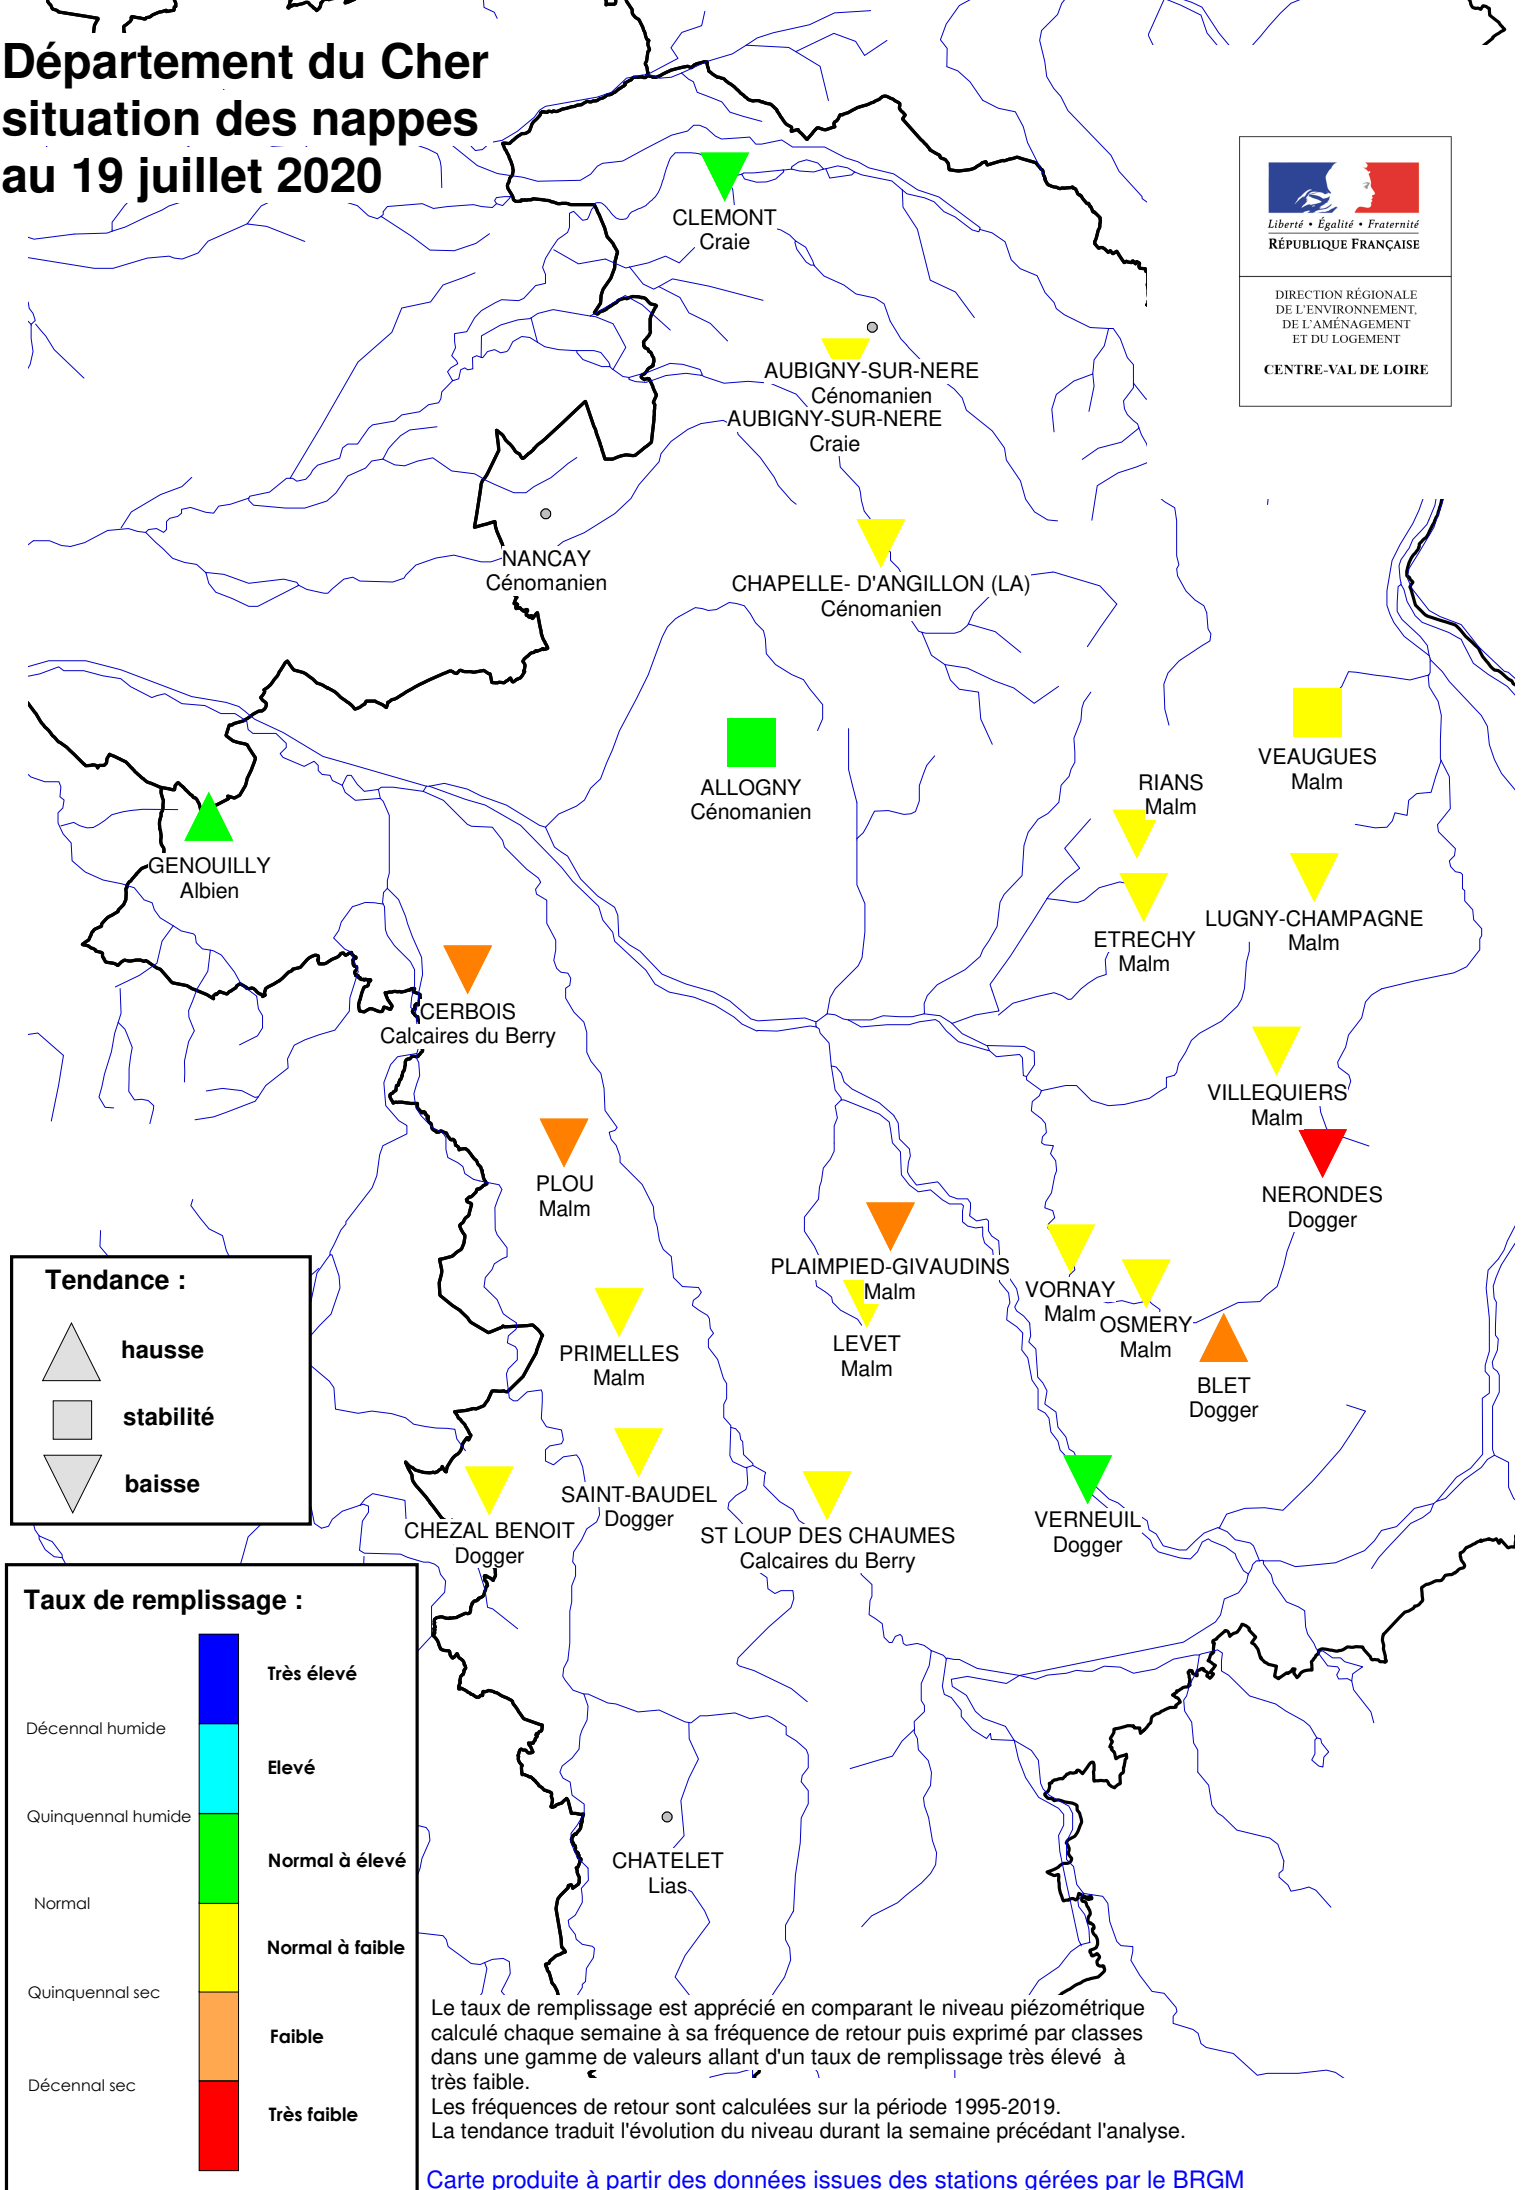 Département du Cher
situation des nappes
au 19 juillet 2020
Liberté • Égalité • Fraternité
RÉPUBLIQUE FRANÇAISE
DIRECTION RÉGIONALE
DE L'ENVIRONNEMENT,
DE L'AMÉNAGEMENT
ET DU LOGEMENT
CENTRE-VAL DE LOIRE
CLEMONT
Craie
AUBIGNY-SUR-NERE
Cénomanien
AUBIGNY-SUR-NERE
Craie
NANCAY
Cénomanien
CHAPELLE- D'ANGILLON (LA)
Cénomanien
VEAUGUES
Malm
RIANS
Malm
ALLOGNY
Cénomanien
GENOUILLY
Albien
LUGNY-CHAMPAGNE
Malm
ETRECHY
Malm
CERBOIS
Calcaires du Berry
VILLEQUIERS
Malm
PLOU
Malm
NERONDES
Dogger
PLAIMPIED-GIVAUDINS
Malm
VORNAY
Malm
OSMERY
Malm
LEVET
Malm
PRIMELLES
Malm
BLET
Dogger
SAINT-BAUDEL
Dogger
CHEZAL BENOIT
Dogger
ST LOUP DES CHAUMES
Calcaires du Berry
VERNEUIL
Dogger
CHATELET
Lias
Tendance :
hausse
stabilité
baisse
Taux de remplissage :
Très élevé
Décennal humide
Elevé
Quinquennal humide
Normal à élevé
Normal
Normal à faible
Quinquennal sec
Faible
Décennal sec
Très faible
Le taux de remplissage est apprécié en comparant le niveau piézométrique
calculé chaque semaine à sa fréquence de retour puis exprimé par classes
dans une gamme de valeurs allant d'un taux de remplissage très élevé à
très faible.
Les fréquences de retour sont calculées sur la période 1995-2019.
La tendance traduit l'évolution du niveau durant la semaine précédant l'analyse.
Carte produite à partir des données issues des stations gérées par le BRGM